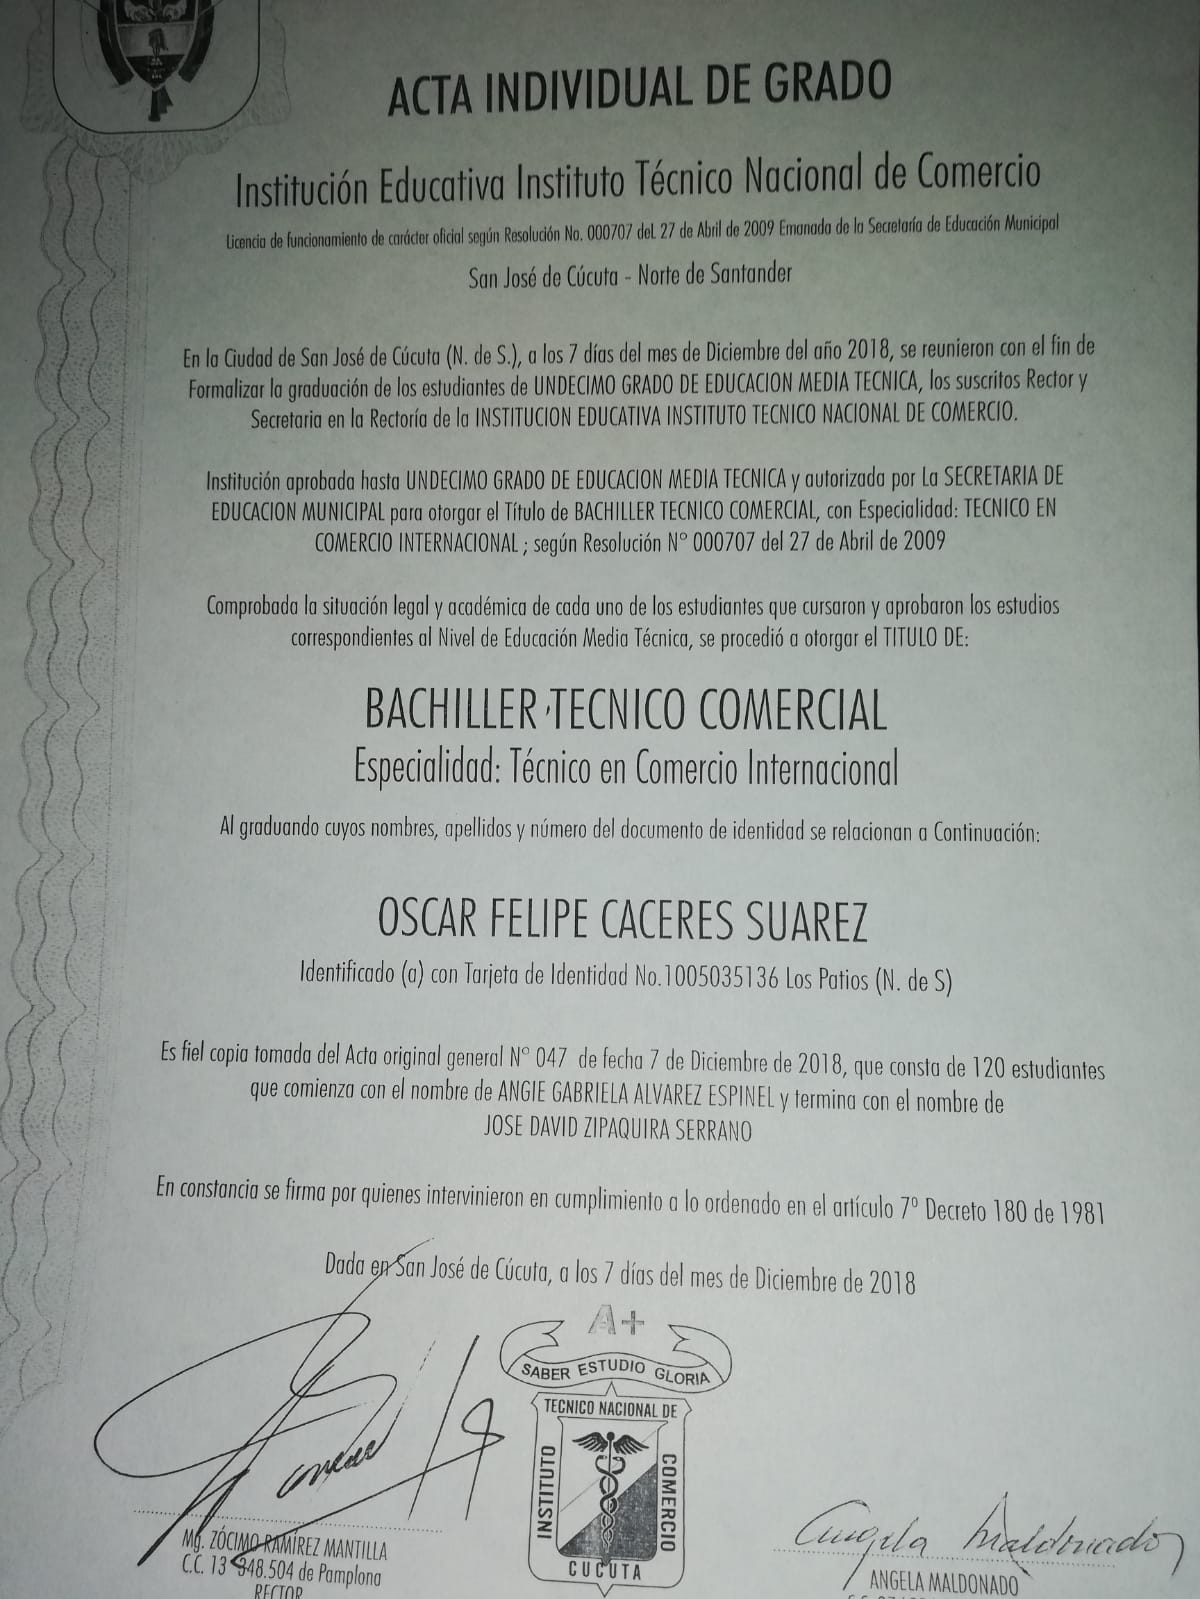 ACTA INDIVIDUAL DE GRADO
Institución Educativa Instituto Técnico Nacional de Comercio
Licencia de funcionamiento de carácter oficial según Resolución No. 000707 del 27 de Abril de 2009 Emanada de la Secretaría de Educación Municipal
San José de Cúcuta - Norte de Santander
En la Ciudad de San José de Cúcuta (N. de S.), a los 7 días del mes de Diciembre del año 2018, se reunieron con el fin de
Formalizar la graduación de los estudiantes de UNDECIMO GRADO DE EDUCACION MEDIA TECNICA, los suscritos Rector y
Secretaria en la Rectoría de la INSTITUCION EDUCATIVA INSTITUTO TECNICO NACIONAL DE COMERCIO.
Institución aprobada hasta UNDECIMO GRADO DE EDUCACION MEDIA TECNICA y autorizada por La SECRETARIA DE
EDUCACION MUNICIPAL para otorgar el Título de BACHILLER TECNICO COMERCIAL, con Especialidad: TECNICO EN
COMERCIO INTERNACIONAL ; según Resolución N° 000707 del 27 de Abril de 2009
Comprobada la situación legal y académica de cada uno de los estudiantes que cursaron y aprobaron los estudios
correspondientes al Nivel de Educación Media Técnica, se procedió a otorgar el TITULO DE:
BACHILLER TECNICO COMERCIAL
Especialidad: Técnico en Comercio Internacional
Al graduando cuyos nombres, apellidos y número del documento de identidad se relacionan a Continuación:
OSCAR FELIPE CACERES SUAREZ
Identificado (a) con Tarjeta de Identidad No.1005035136 Los Patios (N. de S)
Es fiel copia tomada del Acta original general N° 047 de fecha 7 de Diciembre de 2018, que consta de 120 estudiantes
que comienza con el nombre de ANGIE GABRIELA ALVAREZ ESPINEL y termina con el nombre de
JOSE DAVID ZIPAQUIRA SERRANO
En constancia se firma por quienes intervinieron en cumplimiento a lo ordenado en el artículo 7º Decreto 180 de 1981
Dada en San José de Cúcuta, a los 7 días del mes de Diciembre de 2018
A+
SABER ESTUDIO GLORIA
TECNICO NACIONAL DE
INSTITUTO
COMERCIO
CUCUTA
Mg. ZÓCIMO RAMÍREZ MANTILLA
C.C. 13 348.504 de Pamplona
RECTOR
Angela Maldonado
ANGELA MALDONADO